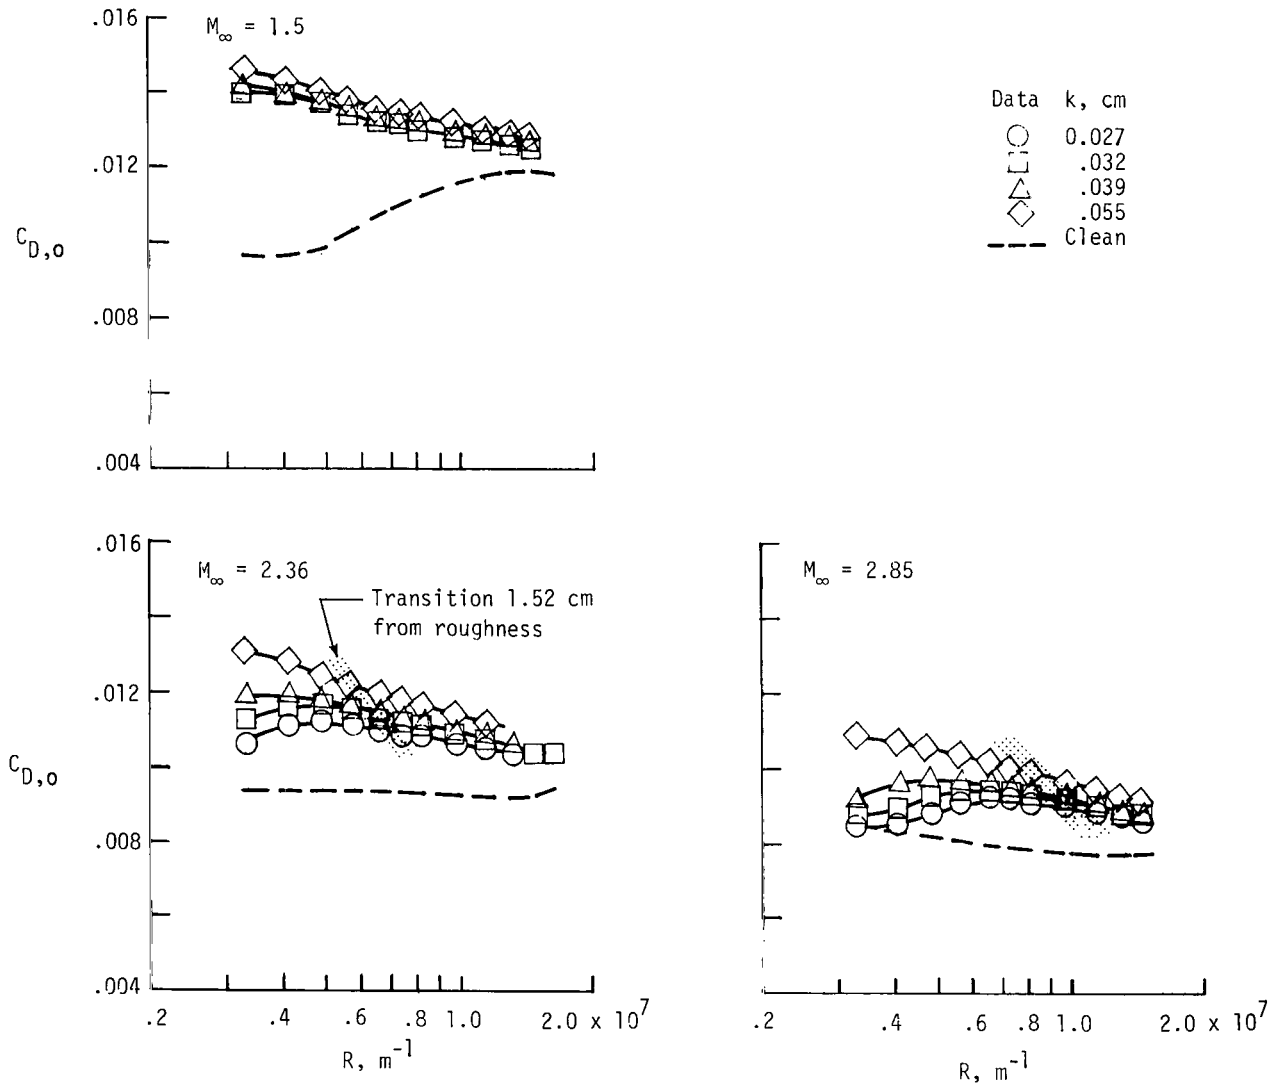 .016
M∞ = 1.5
.012
C_D,o
.008
.004
Data k, cm
0.027
.032
.039
.055
Clean
.016
M∞ = 2.36
Transition 1.52 cm
from roughness
.012
C_D,o
.008
.004
.2 .4 .6 .8 1.0 2.0 x 10^7
R, m^-1
M∞ = 2.85
.2 .4 .6 .8 1.0 2.0 x 10^7
R, m^-1